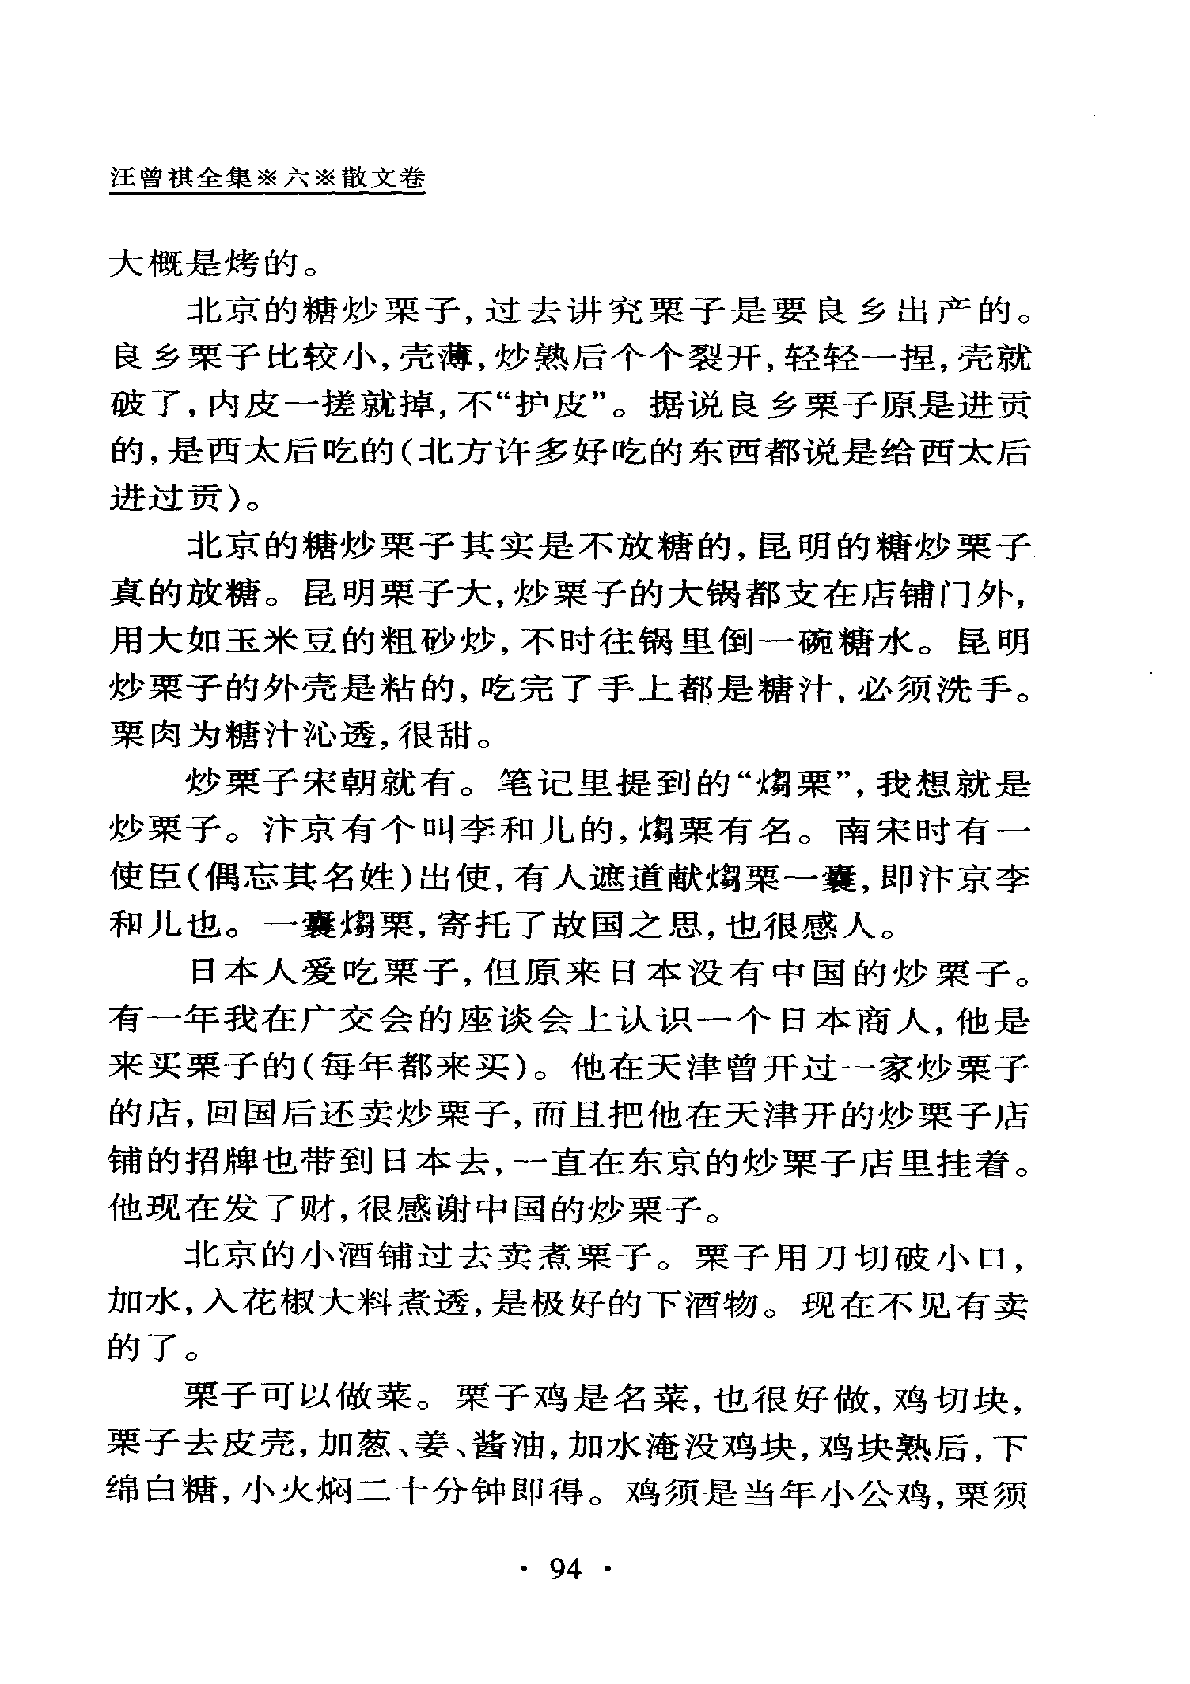 汪曾祺全集※六※散文卷
大概是烤的。
北京的糖炒栗子,过去讲究栗子是要良乡出产的。
良乡栗子比较小,壳薄,炒熟后个个裂开,轻轻一捏,壳就
破了,内皮一搓就掉,不“护皮”。据说良乡栗子原是进贡
的,是西太后吃的(北方许多好吃的东西都说是给西太后
进过贡)。
北京的糖炒栗子其实是不放糖的,昆明的糖炒栗子
真的放糖。昆明栗子大,炒栗子的大锅都支在店铺门外,
用大如玉米豆的粗砂炒,不时往锅里倒一碗糖水。昆明
炒栗子的外壳是粘的,吃完了手上都是糖汁,必须洗手。
栗肉为糖汁沁透,很甜。
炒栗子宋朝就有。笔记里提到的“煼栗”,我想就是
炒栗子。汴京有个叫李和儿的,煼栗有名。南宋时有一
使臣(偶忘其名姓)出使,有人遮道献煼栗一囊,即汴京李
和儿也。一囊煼栗,寄托了故国之思,也很感人。
日本人爱吃栗子,但原来日本没有中国的炒栗子。
有一年我在广交会的座谈会上认识一个日本商人,他是
来买栗子的(每年都来买)。他在天津曾开过一家炒栗子
的店,回国后还卖炒栗子,而且把他在天津开的炒栗子店
铺的招牌也带到日本去,一直在东京的炒栗子店里挂着。
他现在发了财,很感谢中国的炒栗子。
北京的小酒铺过去卖煮栗子。栗子用刀切破小口,
加水,入花椒大料煮透,是极好的下酒物。现在不见有卖
的了。
栗子可以做菜。栗子鸡是名菜,也很好做,鸡切块,
栗子去皮壳,加葱、姜、酱油,加水淹没鸡块,鸡块熟后,下
绵白糖,小火焖二十分钟即得。鸡须是当年小公鸡,栗须
· 94 ·